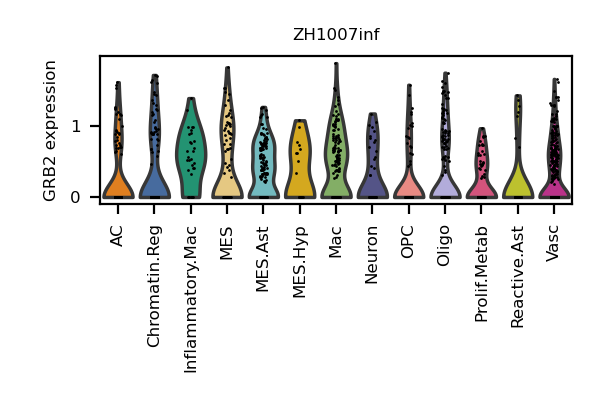 ZH1007inf
GRB2 expression
1
0
AC
Chromatin.Reg
Inflammatory.Mac
MES
MES.Ast
MES.Hyp
Mac
Neuron
OPC
Oligo
Prolif.Metab
Reactive.Ast
Vasc